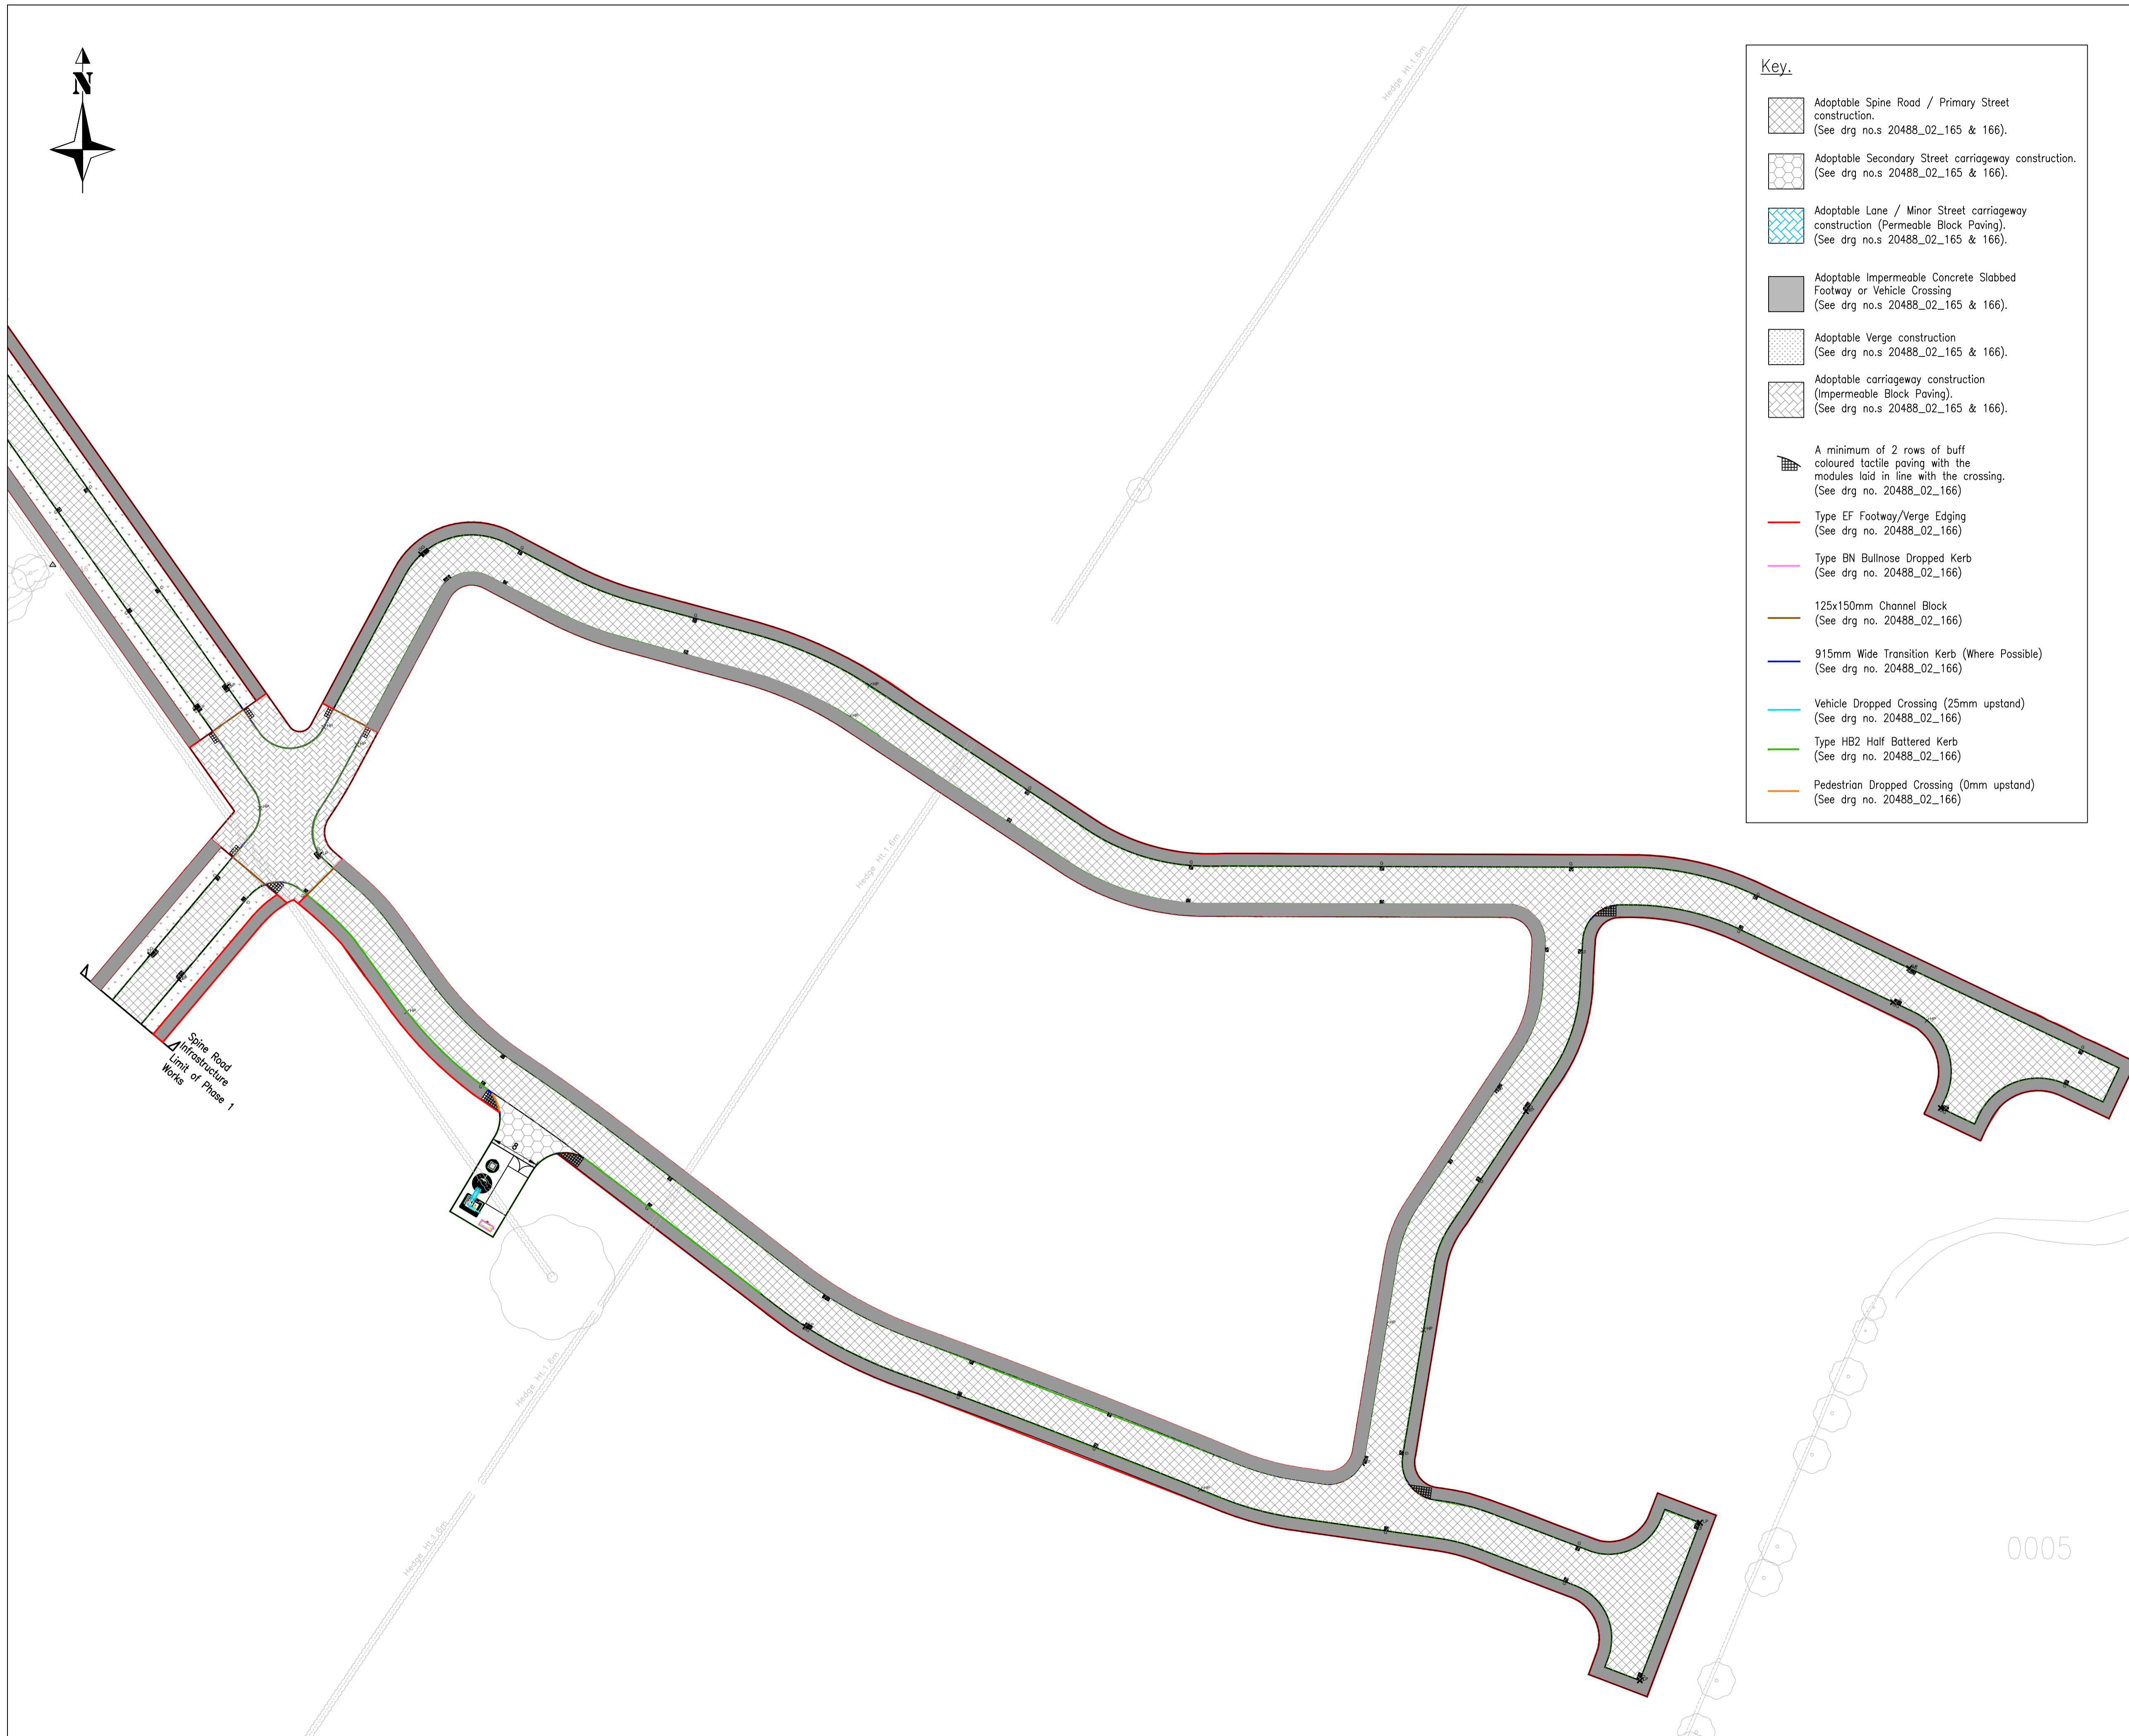 N
Hedge Ht.1.6m
Key.
Adoptable Spine Road / Primary Street
construction.
(See drg no.s 20488_02_165 & 166).
Adoptable Secondary Street carriageway construction.
(See drg no.s 20488_02_165 & 166).
Adoptable Lane / Minor Street carriageway
construction (Permeable Block Paving).
(See drg no.s 20488_02_165 & 166).
Adoptable Impermeable Concrete Slabbed
Footway or Vehicle Crossing
(See drg no.s 20488_02_165 & 166).
Adoptable Verge construction
(See drg no.s 20488_02_165 & 166).
Adoptable carriageway construction
(Impermeable Block Paving).
(See drg no.s 20488_02_165 & 166).
A minimum of 2 rows of buff
coloured tactile paving with the
modules laid in line with the crossing.
(See drg no. 20488_02_166)
Type EF Footway/Verge Edging
(See drg no. 20488_02_166)
Type BN Bullnose Dropped Kerb
(See drg no. 20488_02_166)
125x150mm Channel Block
(See drg no. 20488_02_166)
915mm Wide Transition Kerb (Where Possible)
(See drg no. 20488_02_166)
Vehicle Dropped Crossing (25mm upstand)
(See drg no. 20488_02_166)
Type HB2 Half Battered Kerb
(See drg no. 20488_02_166)
Pedestrian Dropped Crossing (0mm upstand)
(See drg no. 20488_02_166)
Hedge Ht.1.6m
Spine Road
Infrastructure
Limit of Phase 1
Works
8
Hedge Ht.1.6m
Hedge Ht.1.6m
0005